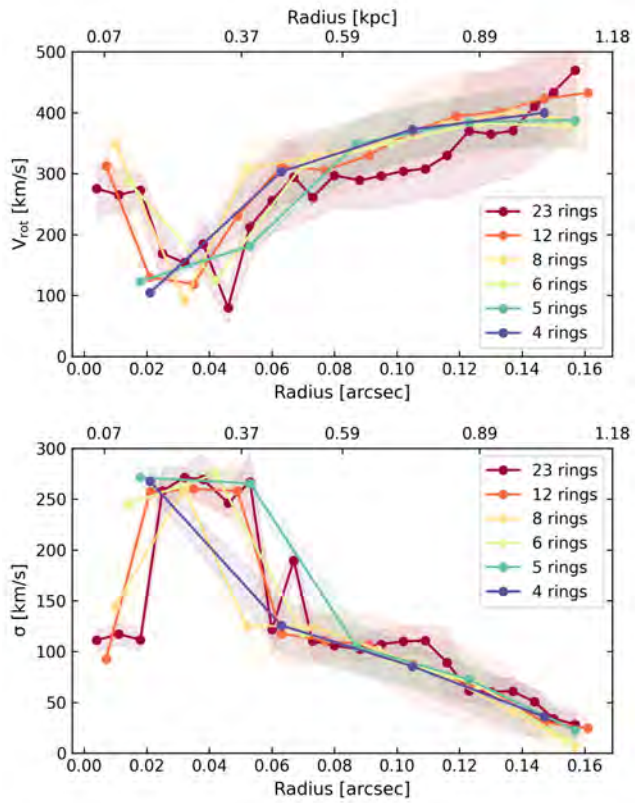 Radius [kpc]
0.07 0.37 0.59 0.89 1.18
500
400
300
200
100
0
V_rot [km/s]
23 rings
12 rings
8 rings
6 rings
5 rings
4 rings
0.00 0.02 0.04 0.06 0.08 0.10 0.12 0.14 0.16
Radius [arcsec]
0.07 0.37 0.59 0.89 1.18
300
250
200
150
100
50
0
σ [km/s]
23 rings
12 rings
8 rings
6 rings
5 rings
4 rings
0.00 0.02 0.04 0.06 0.08 0.10 0.12 0.14 0.16
Radius [arcsec]